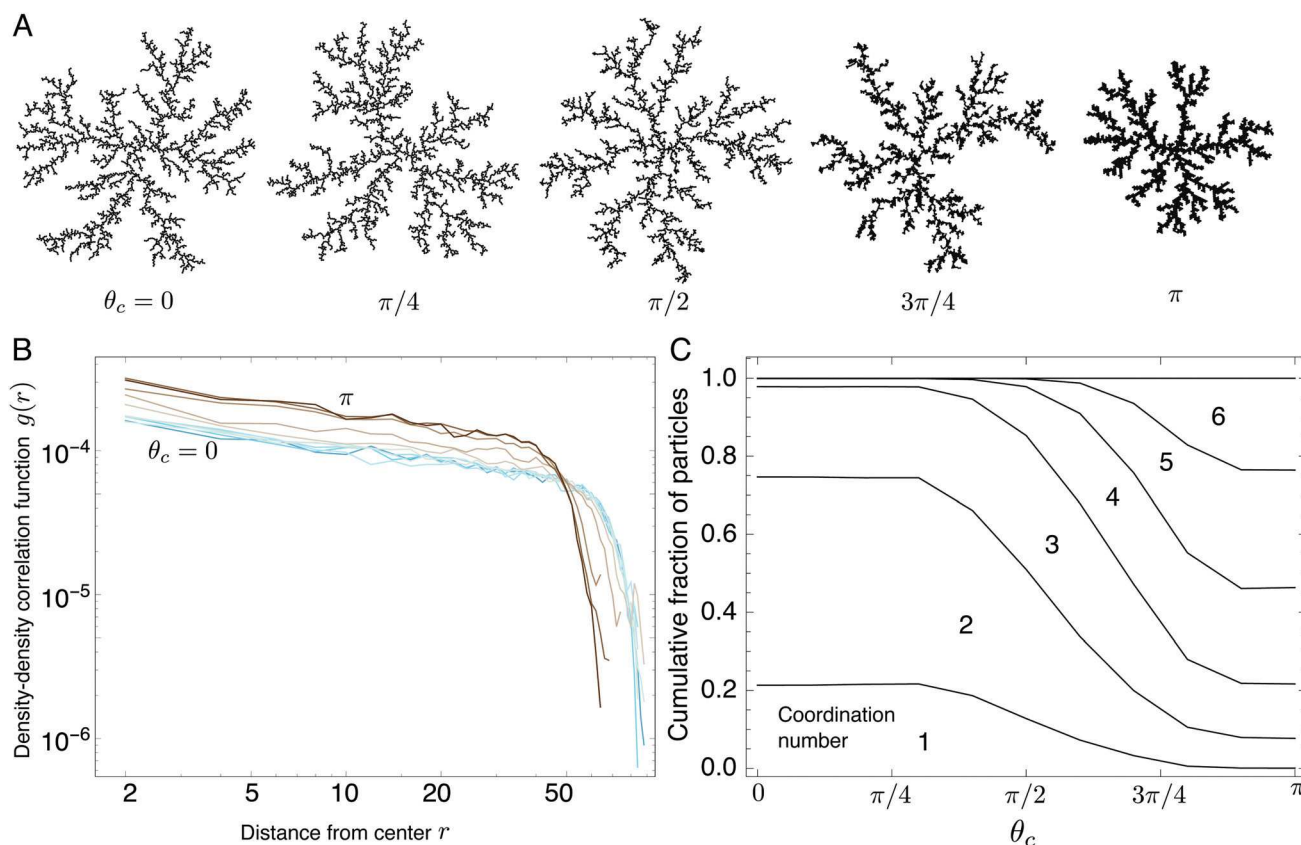 A
θc = 0
π/4
π/2
3π/4
π
B
Density-density correlation function g(r)
10⁻⁴
10⁻⁵
10⁻⁶
π
θc = 0
2
5
10
20
50
Distance from center r
C
Cumulative fraction of particles
1.0
0.8
0.6
0.4
0.2
0.0
6
5
4
3
2
Coordination
number
1
0
π/4
π/2
3π/4
π
θc